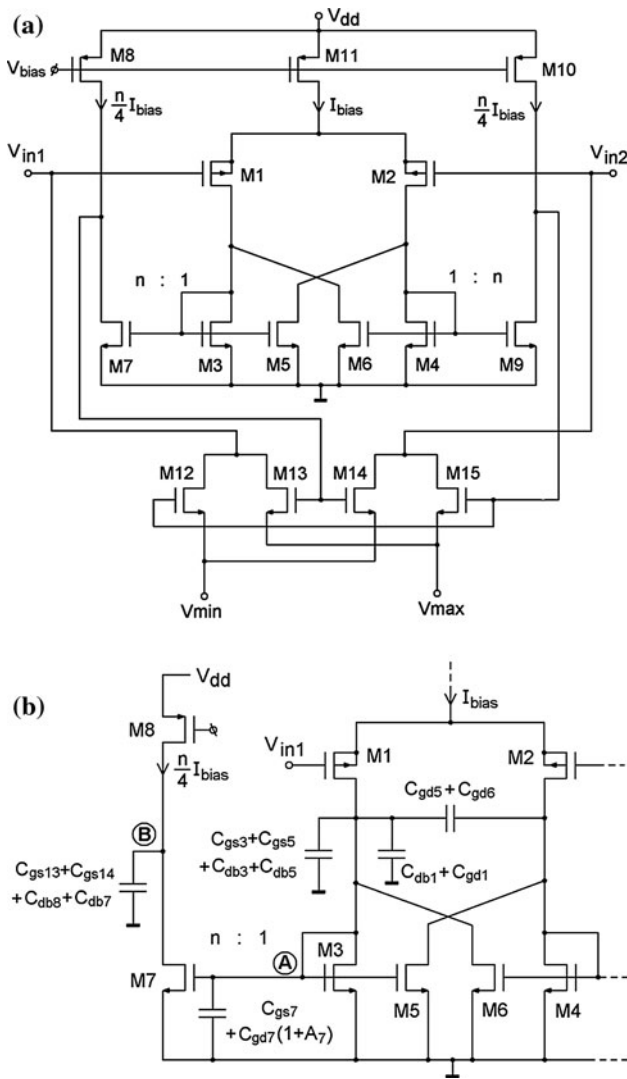 (a)
Vdd
M8
M11
M10
Vbias
n/4 Ibias
Ibias
n/4 Ibias
Vin1
Vin2
M1
M2
n : 1
1 : n
M7
M3
M5
M6
M4
M9
M12
M13
M14
M15
Vmin
Vmax
(b)
Vdd
M8
Ibias
Vin1
M1
M2
n/4 Ibias
Cgd5+Cgd6
B
Cgs3+Cgs5
+Cdb3+Cdb5
Cdb1+Cgd1
Cgs13+Cgs14
+Cdb8+Cdb7
n : 1
A
M3
M7
M5
M6
M4
Cgs7
+Cgd7(1+A7)